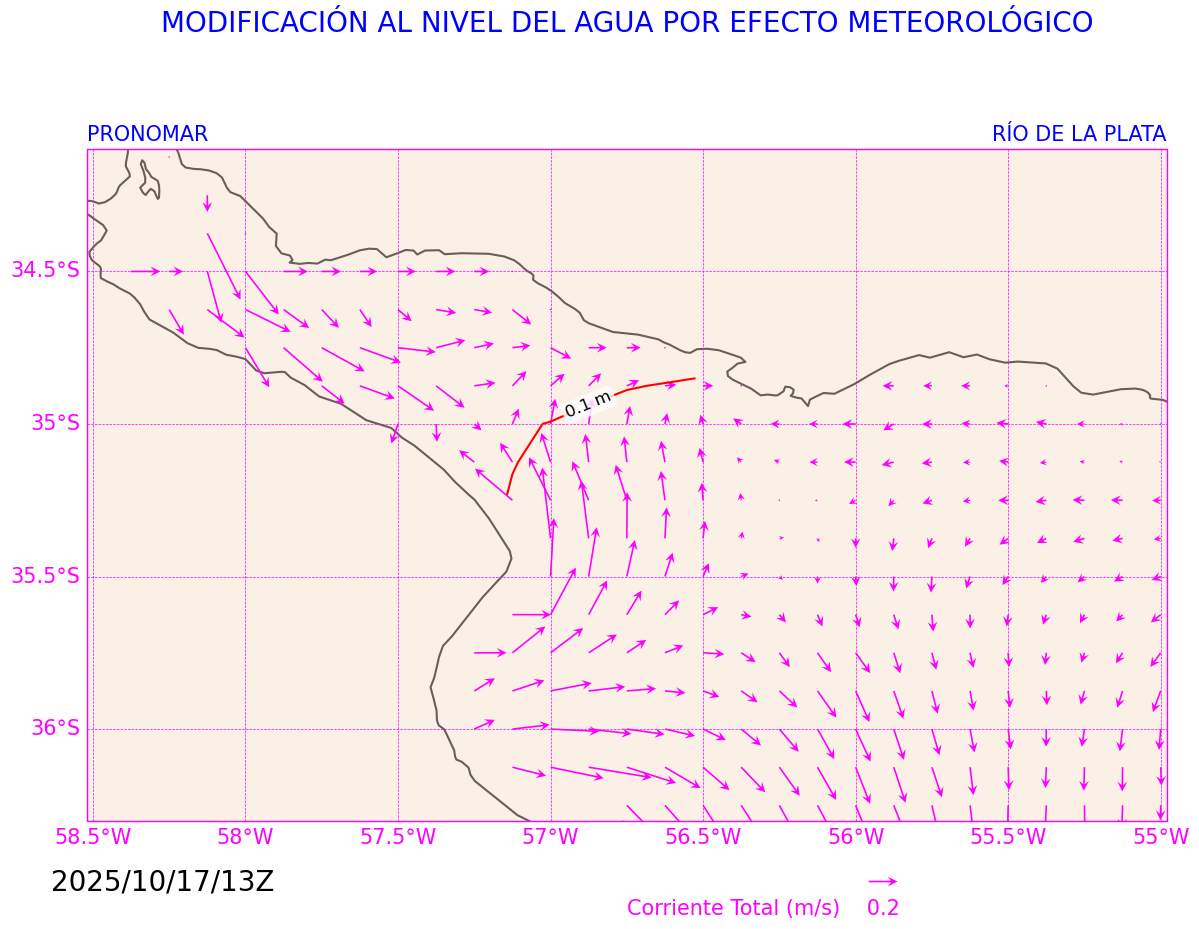 MODIFICACIÓN AL NIVEL DEL AGUA POR EFECTO METEOROLÓGICO
PRONOMAR
RÍO DE LA PLATA
34.5°S
0.1 m
35°S
35.5°S
36°S
58.5°W 58°W 57.5°W 57°W 56.5°W 56°W 55.5°W 55°W
2025/10/17/13Z
Corriente Total (m/s) 0.2